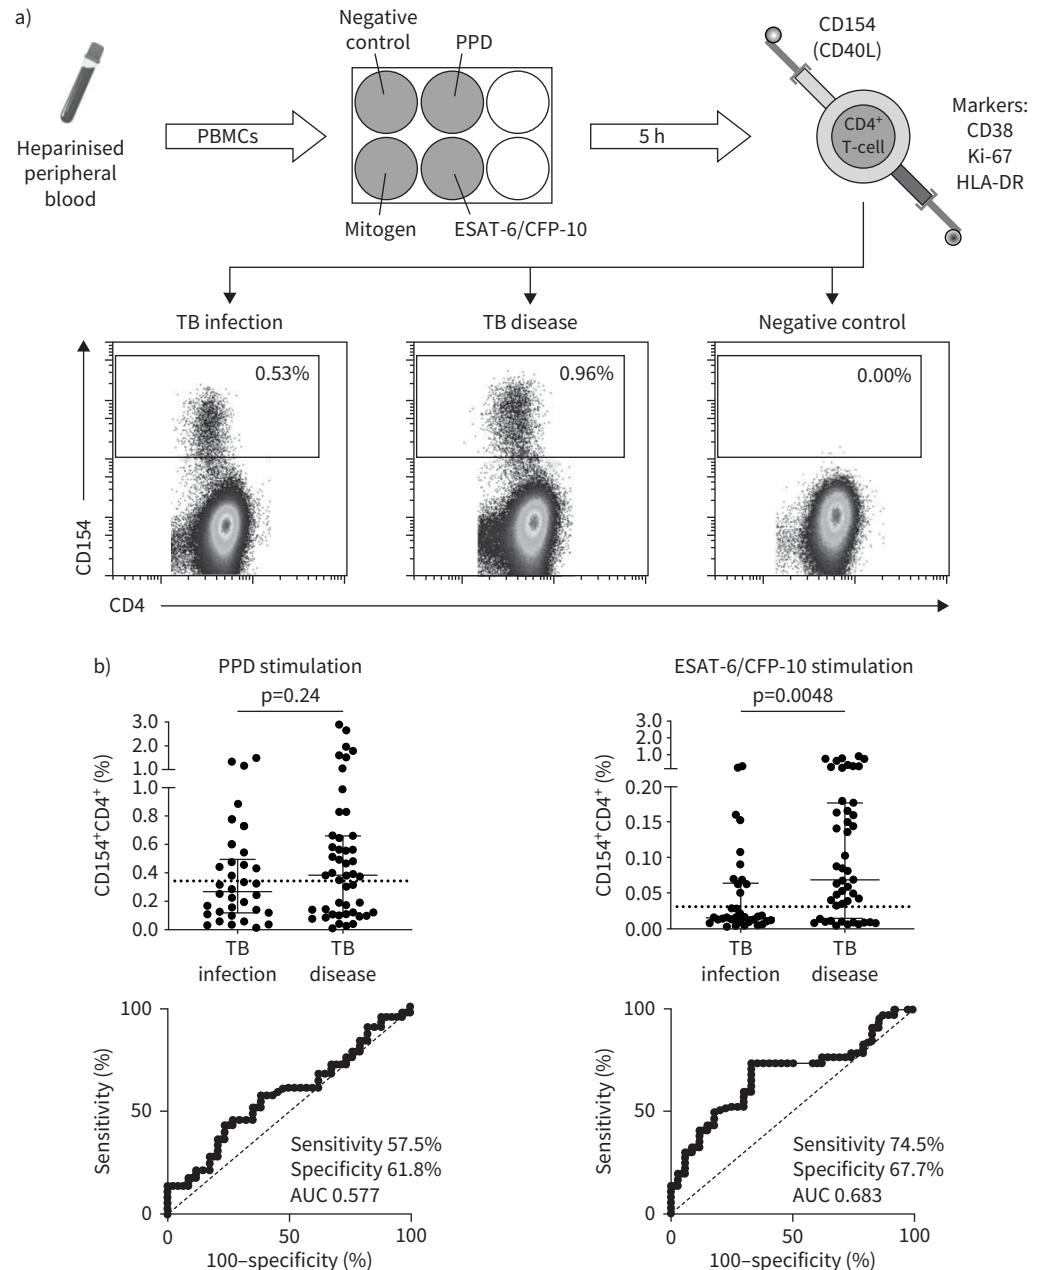 a)
Negative
control
PPD
CD154
(CD40L)
Heparinised
peripheral
blood
PBMCs
5 h
CD4+
T-cell
Markers:
CD38
Ki-67
HLA-DR
Mitogen
ESAT-6/CFP-10
TB infection
TB disease
Negative control
0.53%
0.96%
0.00%
CD154
CD4
b)
PPD stimulation
p=0.24
CD154+CD4+ (%)
3.0
2.0
1.0
1.0
0.8
0.6
0.4
0.2
0.0
TB
infection
TB
disease
ESAT-6/CFP-10 stimulation
p=0.0048
CD154+CD4+ (%)
3.0
2.0
1.0
0.20
0.15
0.10
0.05
0.00
TB
infection
TB
disease
Sensitivity (%)
100
50
0
Sensitivity 57.5%
Specificity 61.8%
AUC 0.577
0 50 100
100–specificity (%)
Sensitivity (%)
100
50
0
Sensitivity 74.5%
Specificity 67.7%
AUC 0.683
0 50 100
100–specificity (%)